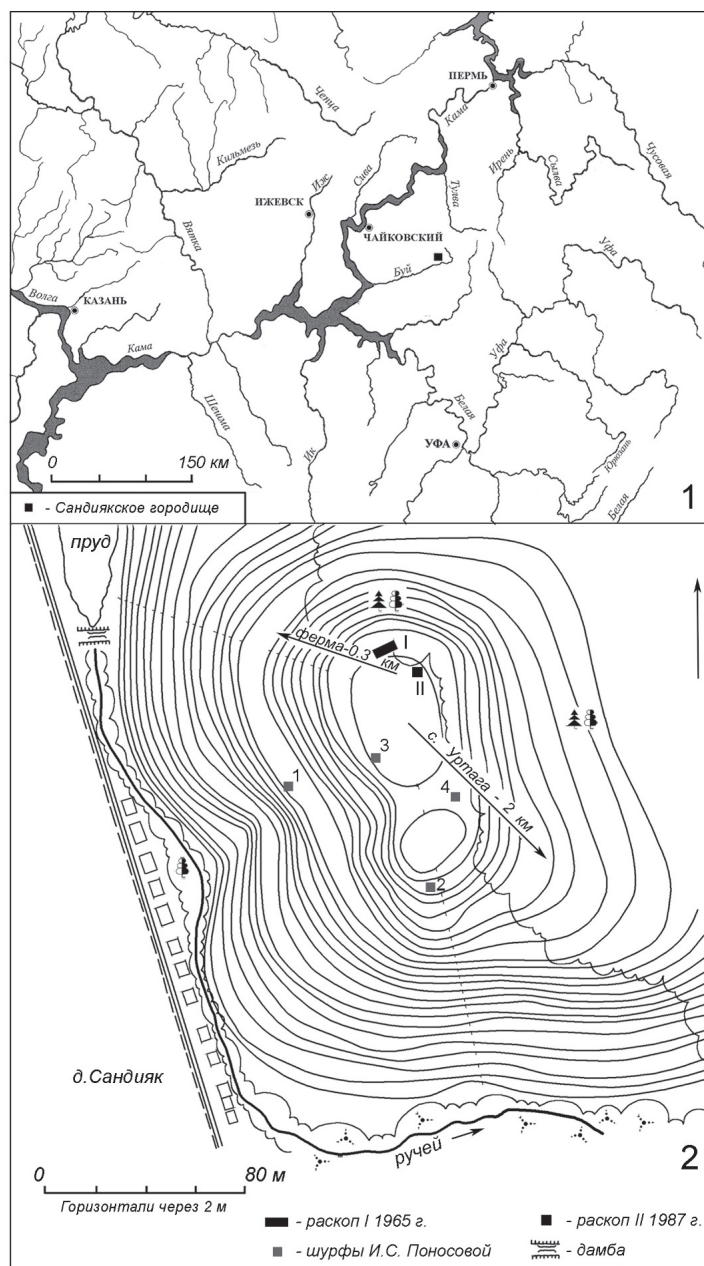 ПЕРМЬ
Чепца
Кама
Чусовая
Кильмезь
Сива
Ирень
Сылва
Иж
Тулва
ИЖЕВСК
ЧАЙКОВСКИЙ
Вятка
Уфа
Буй
Волга
КАЗАНЬ
Кама
Уфа
Шешма
Белая
Ик
УФА
Юрюзань
Белая
0 150 км
- Сандиякское городище
1
пруд
I
ферма-0.3 км
II
3
с. Уртага - 2 км
1
4
2
д.Сандияк
ручей
2
0 80 м
Горизонтали через 2 м
- раскоп I 1965 г.
- раскоп II 1987 г.
- шурфы И.С. Поносовой
- дамба